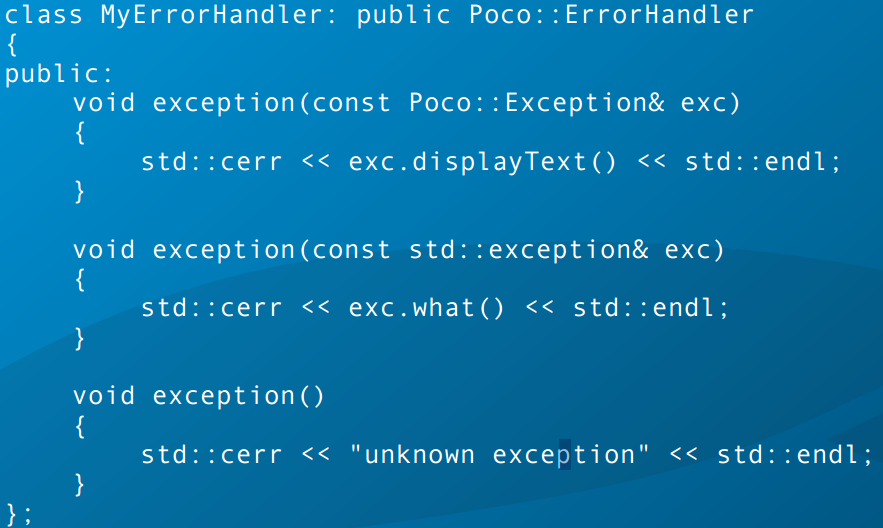 class MyErrorHandler: public Poco::ErrorHandler
{
public:
    void exception(const Poco::Exception& exc)
    {
        std::cerr << exc.displayText() << std::endl;
    }

    void exception(const std::exception& exc)
    {
        std::cerr << exc.what() << std::endl;
    }

    void exception()
    {
        std::cerr << "unknown exception" << std::endl;
    }
};